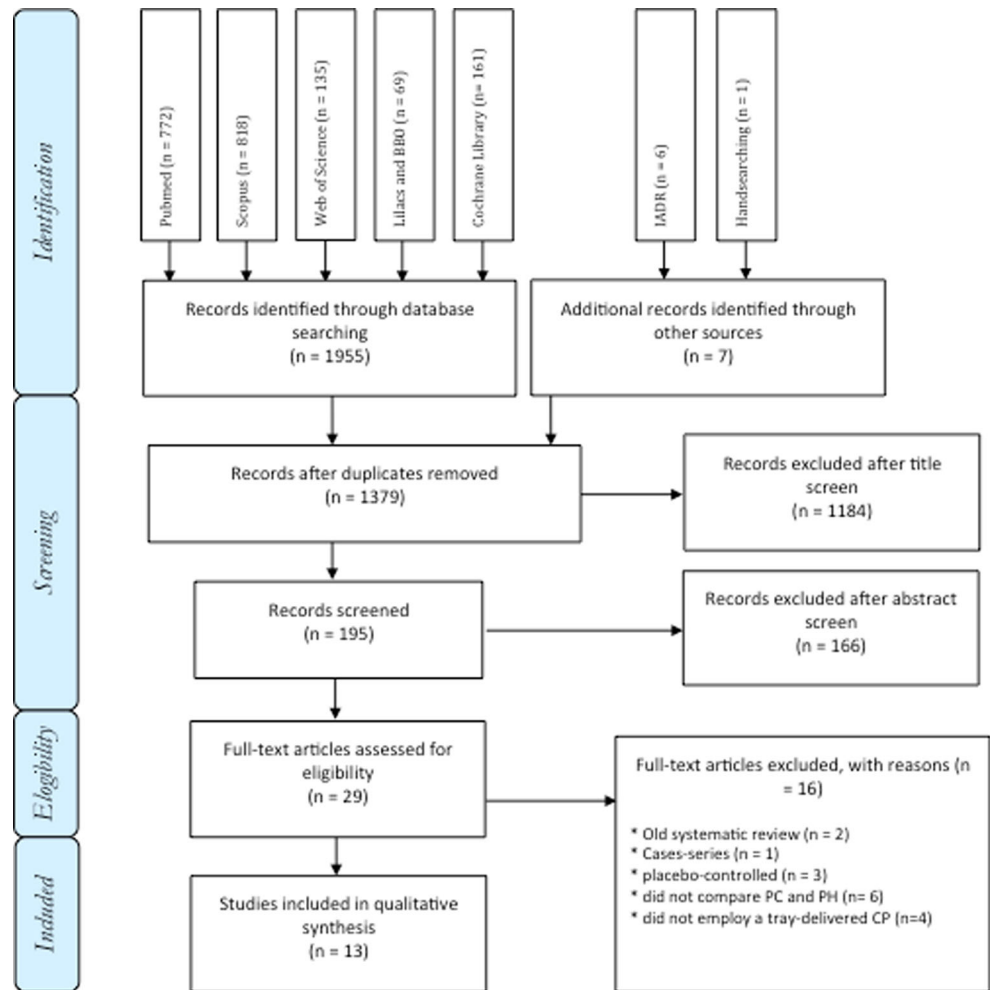 Identification
Pubmed (n = 772)
Scopus (n = 818)
Web of Science (n = 135)
Lilacs and BBO (n = 69)
Cochrane Library (n= 161)
IADR (n = 6)
Handsearching (n = 1)
Records identified through database
searching
(n = 1955)
Additional records identified through
other sources
(n = 7)
Screening
Records after duplicates removed
(n = 1379)
Records excluded after title
screen
(n = 1184)
Records screened
(n = 195)
Records excluded after abstract
screen
(n = 166)
Elogibility
Full-text articles assessed for
eligibility
(n = 29)
Full-text articles excluded, with reasons (n
= 16)
* Old systematic review (n = 2)
* Cases-series (n = 1)
* placebo-controlled (n = 3)
* did not compare PC and PH (n= 6)
* did not employ a tray-delivered CP (n=4)
Included
Studies included in qualitative
synthesis
(n = 13)